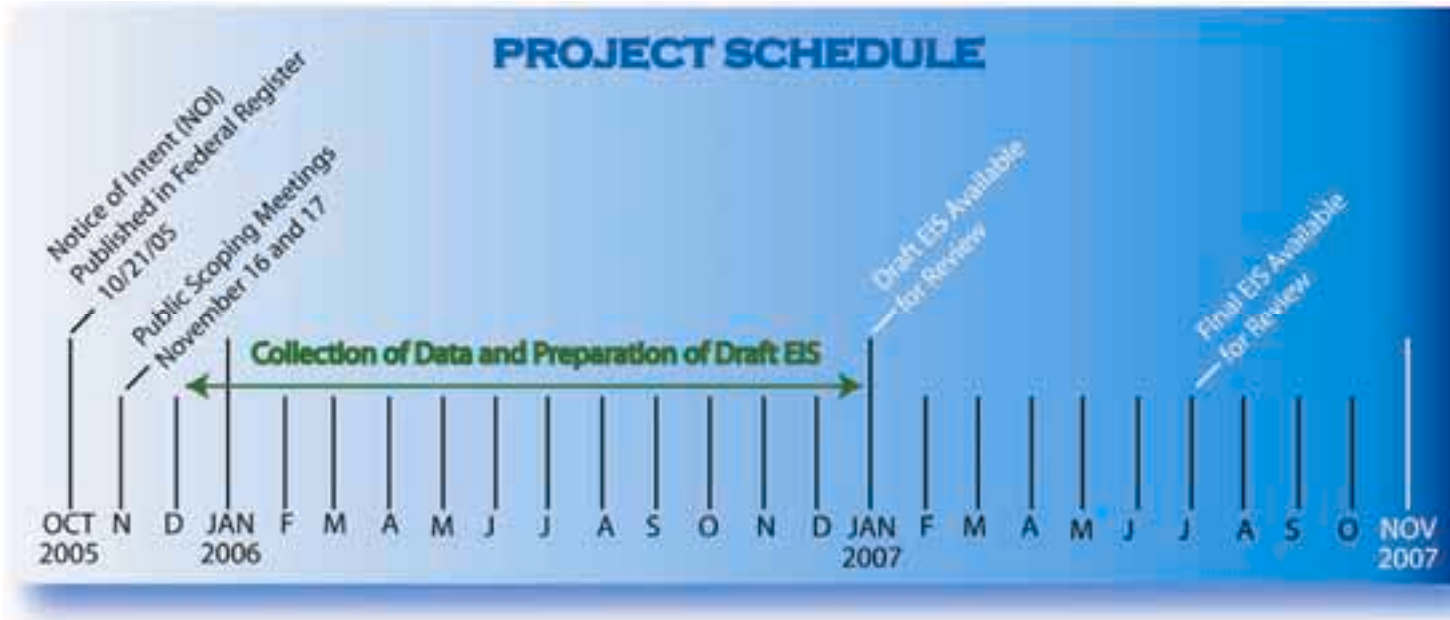 PROJECT SCHEDULE
Notice of Intent (NOI)
Published in Federal Register
10/21/05
Public Scoping Meetings
November 16 and 17
Collection of Data and Preparation of Draft EIS
Draft EIS Available
for Review
Final EIS Available
for Review
OCT N D JAN F M A M J J A S O N D JAN F M A M J J A S O NOV
2005 2006 2007 2007